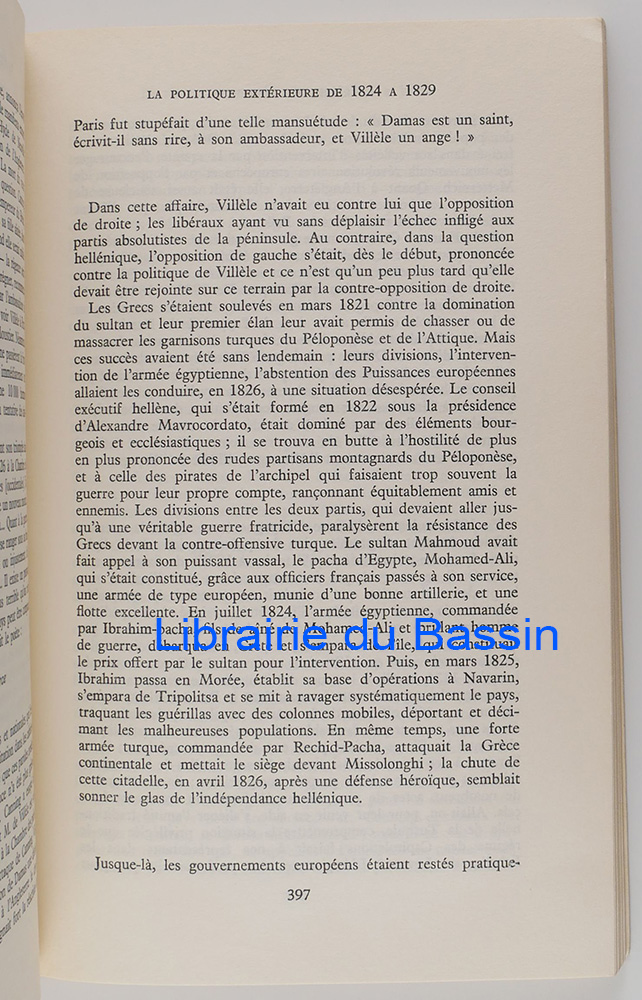 LA POLITIQUE EXTÉRIEURE DE 1824 A 1829
Paris fut stupéfait d'une telle mansuétude : « Damas est un saint,
écrivit-il sans rire, à son ambassadeur, et Villèle un ange ! »
Dans cette affaire, Villèle n'avait eu contre lui que l'opposition
de droite ; les libéraux ayant vu sans déplaisir l'échec infligé aux
partis absolutistes de la péninsule. Au contraire, dans la question
hellénique, l'opposition de gauche s'était, dès le début, prononcée
contre la politique de Villèle et ce n'est qu'un peu plus tard qu'elle
devait être rejointe sur ce terrain par la contre-opposition de droite.
Les Grecs s'étaient soulevés en mars 1821 contre la domination
du sultan et leur premier élan leur avait permis de chasser ou de
massacrer les garnisons turques du Péloponèse et de l'Attique. Mais
ces succès avaient été sans lendemain : leurs divisions, l'interven-
tion de l'armée égyptienne, l'abstention des Puissances européennes
allaient les conduire, en 1826, à une situation désespérée. Le conseil
exécutif hellène, qui s'était formé en 1822 sous la présidence
d'Alexandre Mavrocordato, était dominé par des éléments bour-
geois et ecclésiastiques ; il se trouva en butte à l'hostilité de plus
en plus prononcée des rudes partisans montagnards du Péloponèse,
et à celle des pirates de l'archipel qui faisaient trop souvent la
guerre pour leur propre compte, rançonnant équitablement amis et
ennemis. Les divisions entre les deux partis, qui devaient aller jus-
qu'à une véritable guerre fratricide, paralysèrent la résistance des
Grecs devant la contre-offensive turque. Le sultan Mahmoud avait
fait appel à son puissant vassal, le pacha d'Egypte, Mohamed-Ali,
qui s'était constitué, grâce aux officiers français passés à son service,
une armée de type européen, munie d'une bonne artillerie, et une
flotte excellente. En juillet 1824, l'armée égyptienne, commandée
par Ibrahim-pacha, fils aîné de Mohamed-Ali et brillant homme
de guerre, débarqua en Crète et s'empara de l'île, qui constituait
Librairie du Bassin
le prix offert par le sultan pour l'intervention. Puis, en mars 1825,
Ibrahim passa en Morée, établit sa base d'opérations à Navarin,
s'empara de Tripolitsa et se mit à ravager systématiquement le pays,
traquant les guérillas avec des colonnes mobiles, déportant et déci-
mant les malheureuses populations. En même temps, une forte
armée turque, commandée par Rechid-Pacha, attaquait la Grèce
continentale et mettait le siège devant Missolonghi ; la chute de
cette citadelle, en avril 1826, après une défense héroïque, semblait
sonner le glas de l'indépendance hellénique.
Jusque-là, les gouvernements européens étaient restés pratique-
397